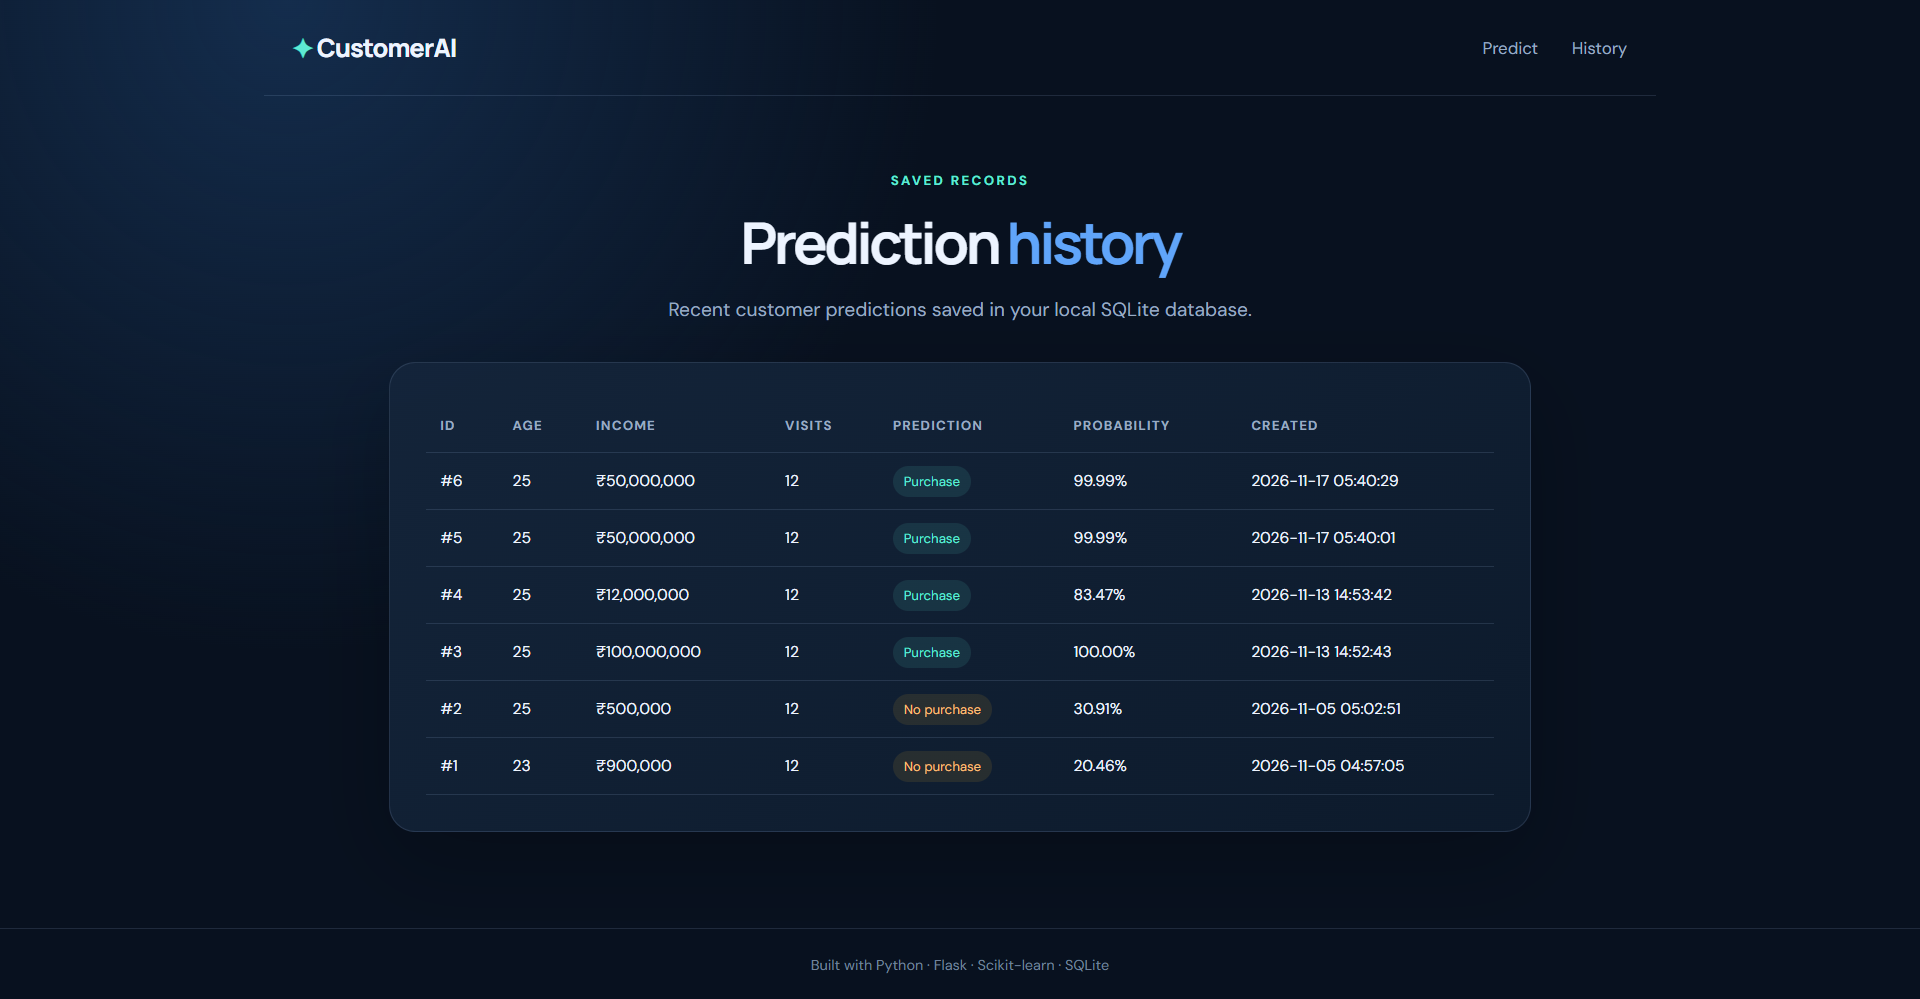 ✦CustomerAI Predict History
SAVED RECORDS
Prediction history
Recent customer predictions saved in your local SQLite database.
ID AGE INCOME VISITS PREDICTION PROBABILITY CREATED
#6 25 ₹50,000,000 12 Purchase 99.99% 2026-11-17 05:40:29
#5 25 ₹50,000,000 12 Purchase 99.99% 2026-11-17 05:40:01
#4 25 ₹12,000,000 12 Purchase 83.47% 2026-11-13 14:53:42
#3 25 ₹100,000,000 12 Purchase 100.00% 2026-11-13 14:52:43
#2 25 ₹500,000 12 No purchase 30.91% 2026-11-05 05:02:51
#1 23 ₹900,000 12 No purchase 20.46% 2026-11-05 04:57:05
Built with Python · Flask · Scikit-learn · SQLite